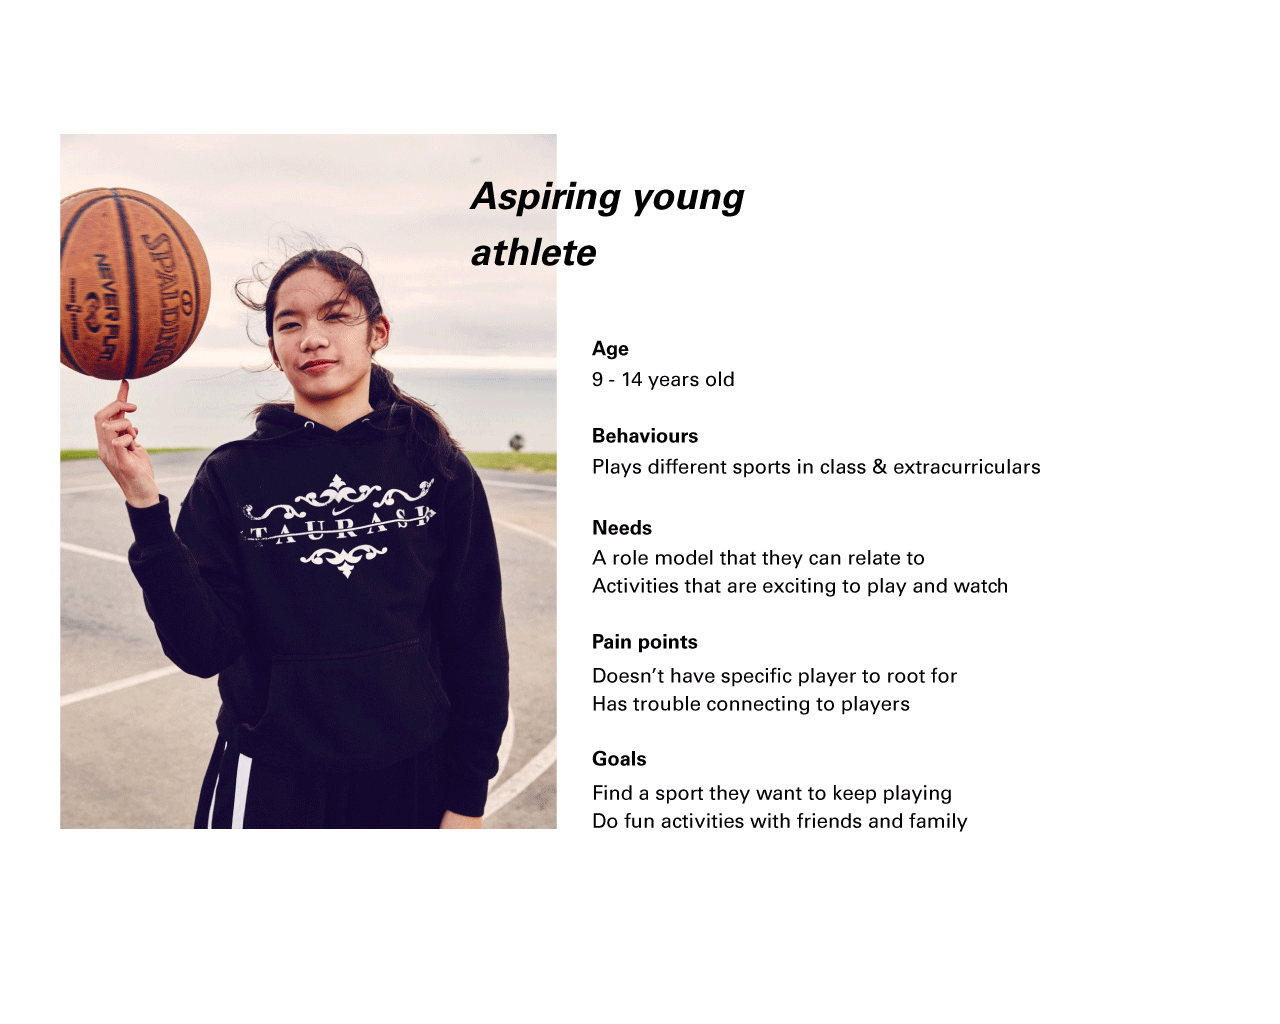 Aspiring young
athlete
SPALDING
NEVER FLAT
TAURASI
Age
9 - 14 years old
Behaviours
Plays different sports in class & extracurriculars
Needs
A role model that they can relate to
Activities that are exciting to play and watch
Pain points
Doesn’t have specific player to root for
Has trouble connecting to players
Goals
Find a sport they want to keep playing
Do fun activities with friends and family